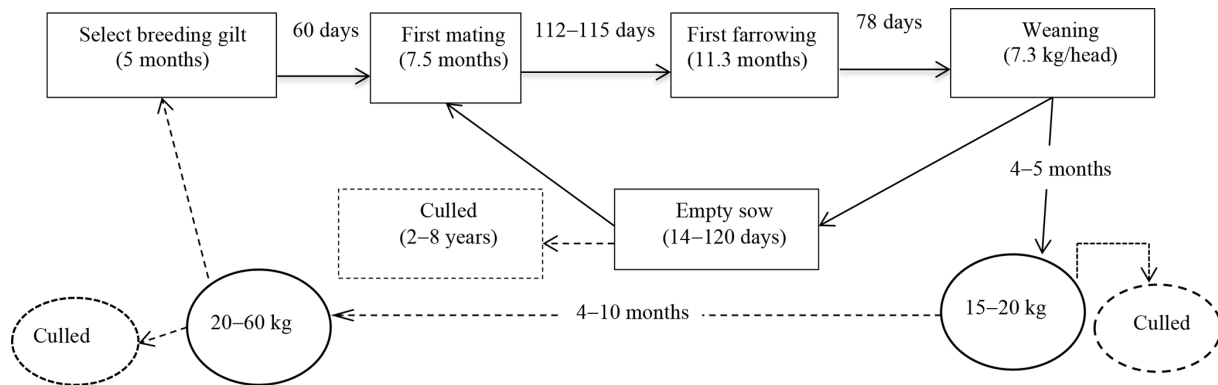 Select breeding gilt
(5 months)
60 days
First mating
(7.5 months)
112–115 days
First farrowing
(11.3 months)
78 days
Weaning
(7.3 kg/head)
4–5 months
Culled
(2–8 years)
Empty sow
(14–120 days)
Culled
20–60 kg
4–10 months
15–20 kg
Culled